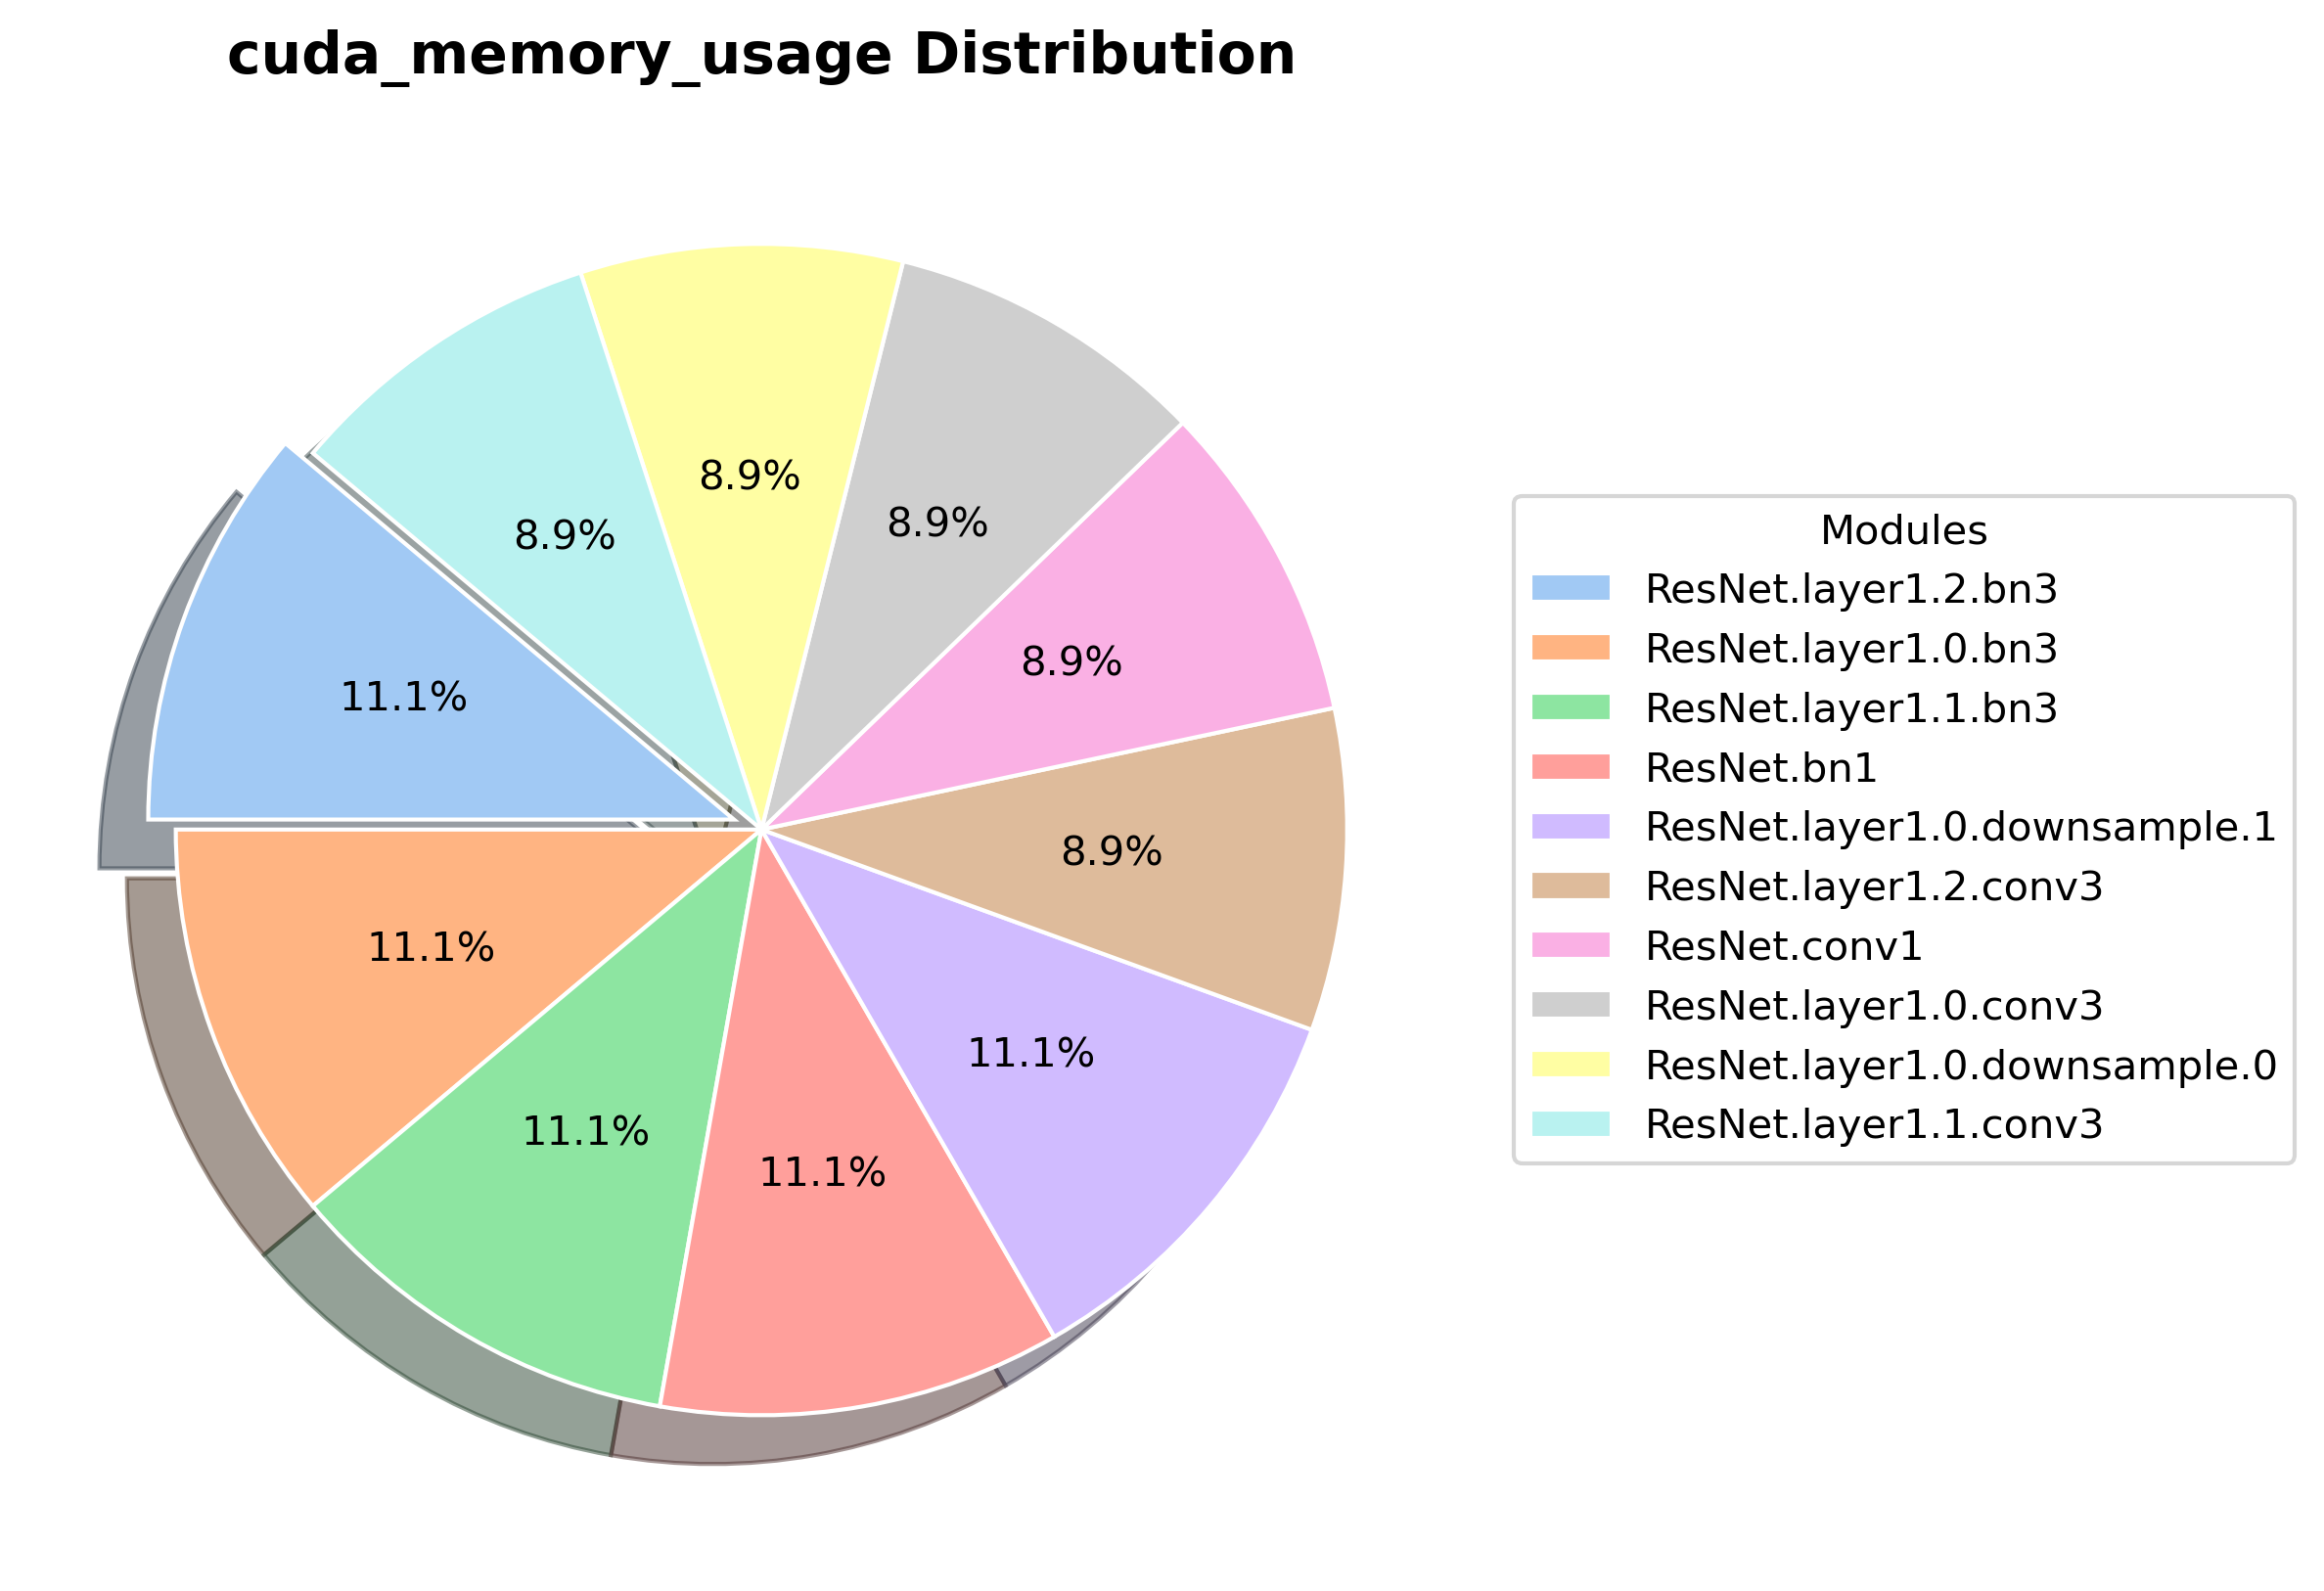 cuda_memory_usage Distribution
8.9%
8.9%
8.9%
8.9%
11.1%
8.9%
11.1%
11.1%
11.1%
11.1%
Modules
ResNet.layer1.2.bn3
ResNet.layer1.0.bn3
ResNet.layer1.1.bn3
ResNet.bn1
ResNet.layer1.0.downsample.1
ResNet.layer1.2.conv3
ResNet.conv1
ResNet.layer1.0.conv3
ResNet.layer1.0.downsample.0
ResNet.layer1.1.conv3